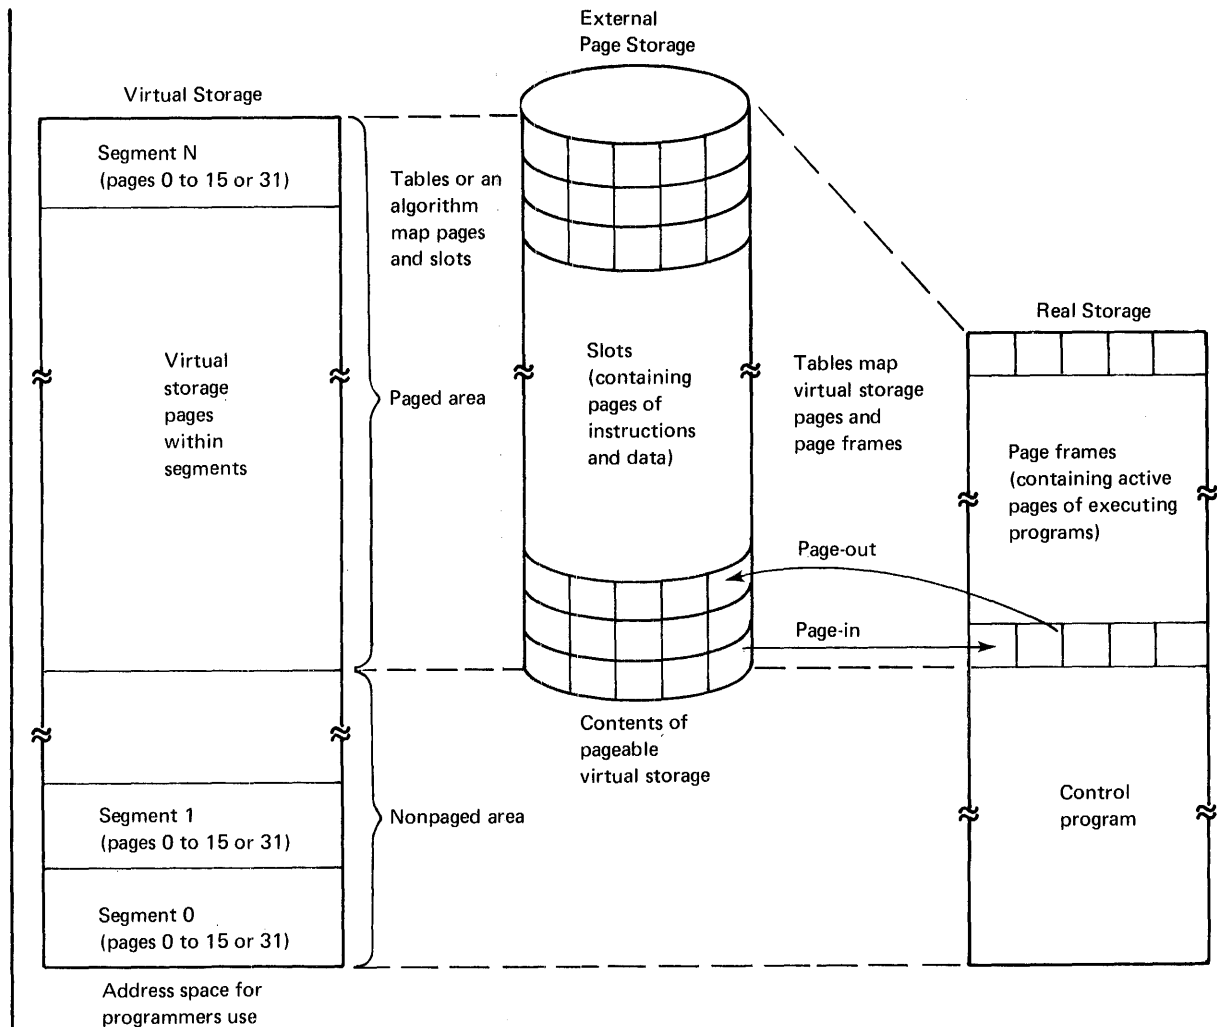 External
Page Storage
Virtual Storage
Segment N
(pages 0 to 15 or 31)
Tables or an
algorithm
map pages
and slots
Real Storage
Virtual
storage
pages
within
segments
Paged area
Slots
(containing
pages of
instructions
and data)
Tables map
virtual storage
pages and
page frames
Page frames
(containing active
pages of executing
programs)
Page-out
Page-in
Contents of
pageable
virtual storage
Segment 1
(pages 0 to 15 or 31)
Nonpaged area
Control
program
Segment 0
(pages 0 to 15 or 31)
Address space for
programmers use